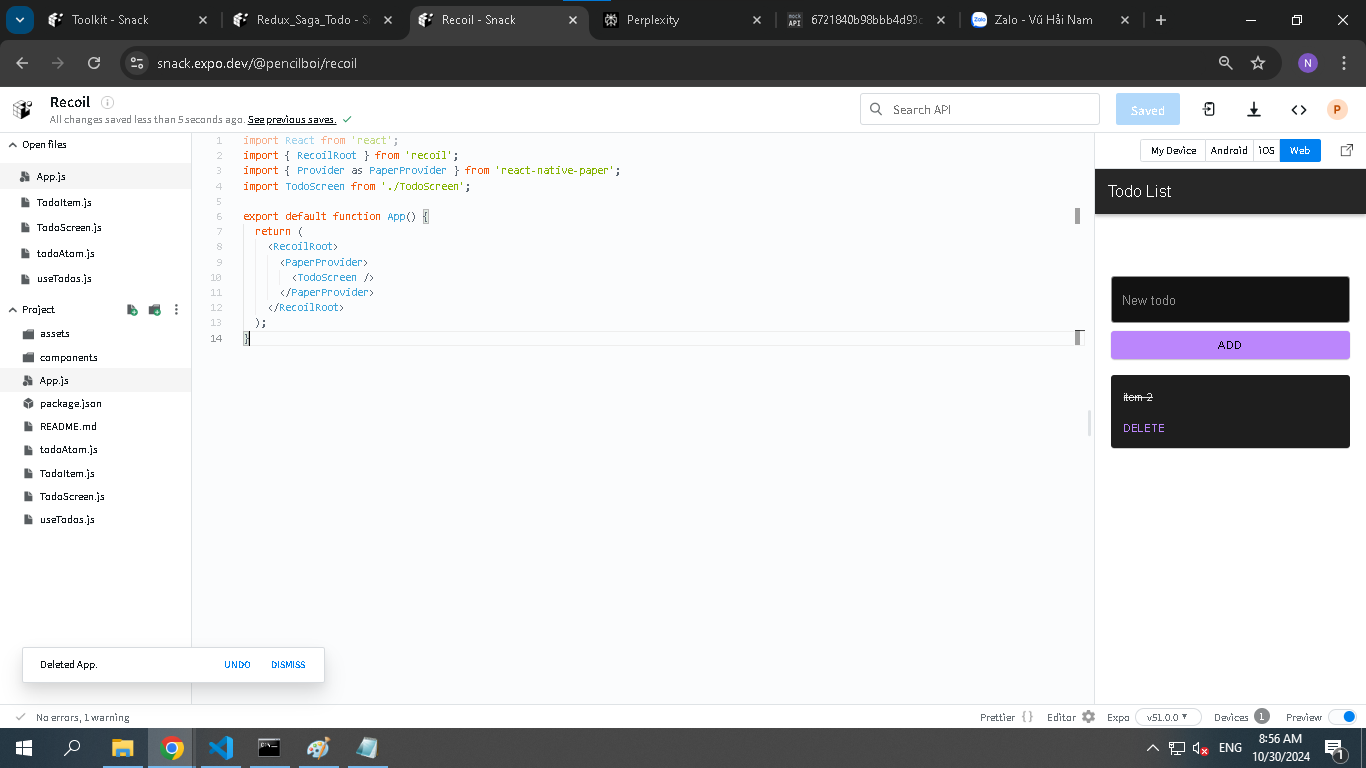 Toolkit - Snack
Redux_Saga_Todo - S
Recoil - Snack
Perplexity
mock API
6721840b98bbb4d93c
Zalo
Zalo - Vũ Hải Nam
snack.expo.dev/@pencilboi/recoil
N
Recoil
All changes saved less than 5 seconds ago. See previous saves.
Search API
Saved
P
Open files
App.js
TodoItem.js
TodoScreen.js
todoAtom.js
useTodos.js
Project
assets
components
App.js
package.json
README.md
todoAtom.js
TodoItem.js
TodoScreen.js
useTodos.js
Deleted App.
UNDO
DISMISS
1 import React from 'react';
2 import { RecoilRoot } from 'recoil';
3 import { Provider as PaperProvider } from 'react-native-paper';
4 import TodoScreen from './TodoScreen';
5
6 export default function App() {
7 return (
8 <RecoilRoot>
9 <PaperProvider>
10 <TodoScreen />
11 </PaperProvider>
12 </RecoilRoot>
13 );
14 }
My Device
Android
iOS
Web
Todo List
New todo
ADD
item 2
DELETE
No errors, 1 warning
Prettier {}
Editor
Expo
v51.0.0
Devices 1
Preview
ENG
8:56 AM
10/30/2024
1